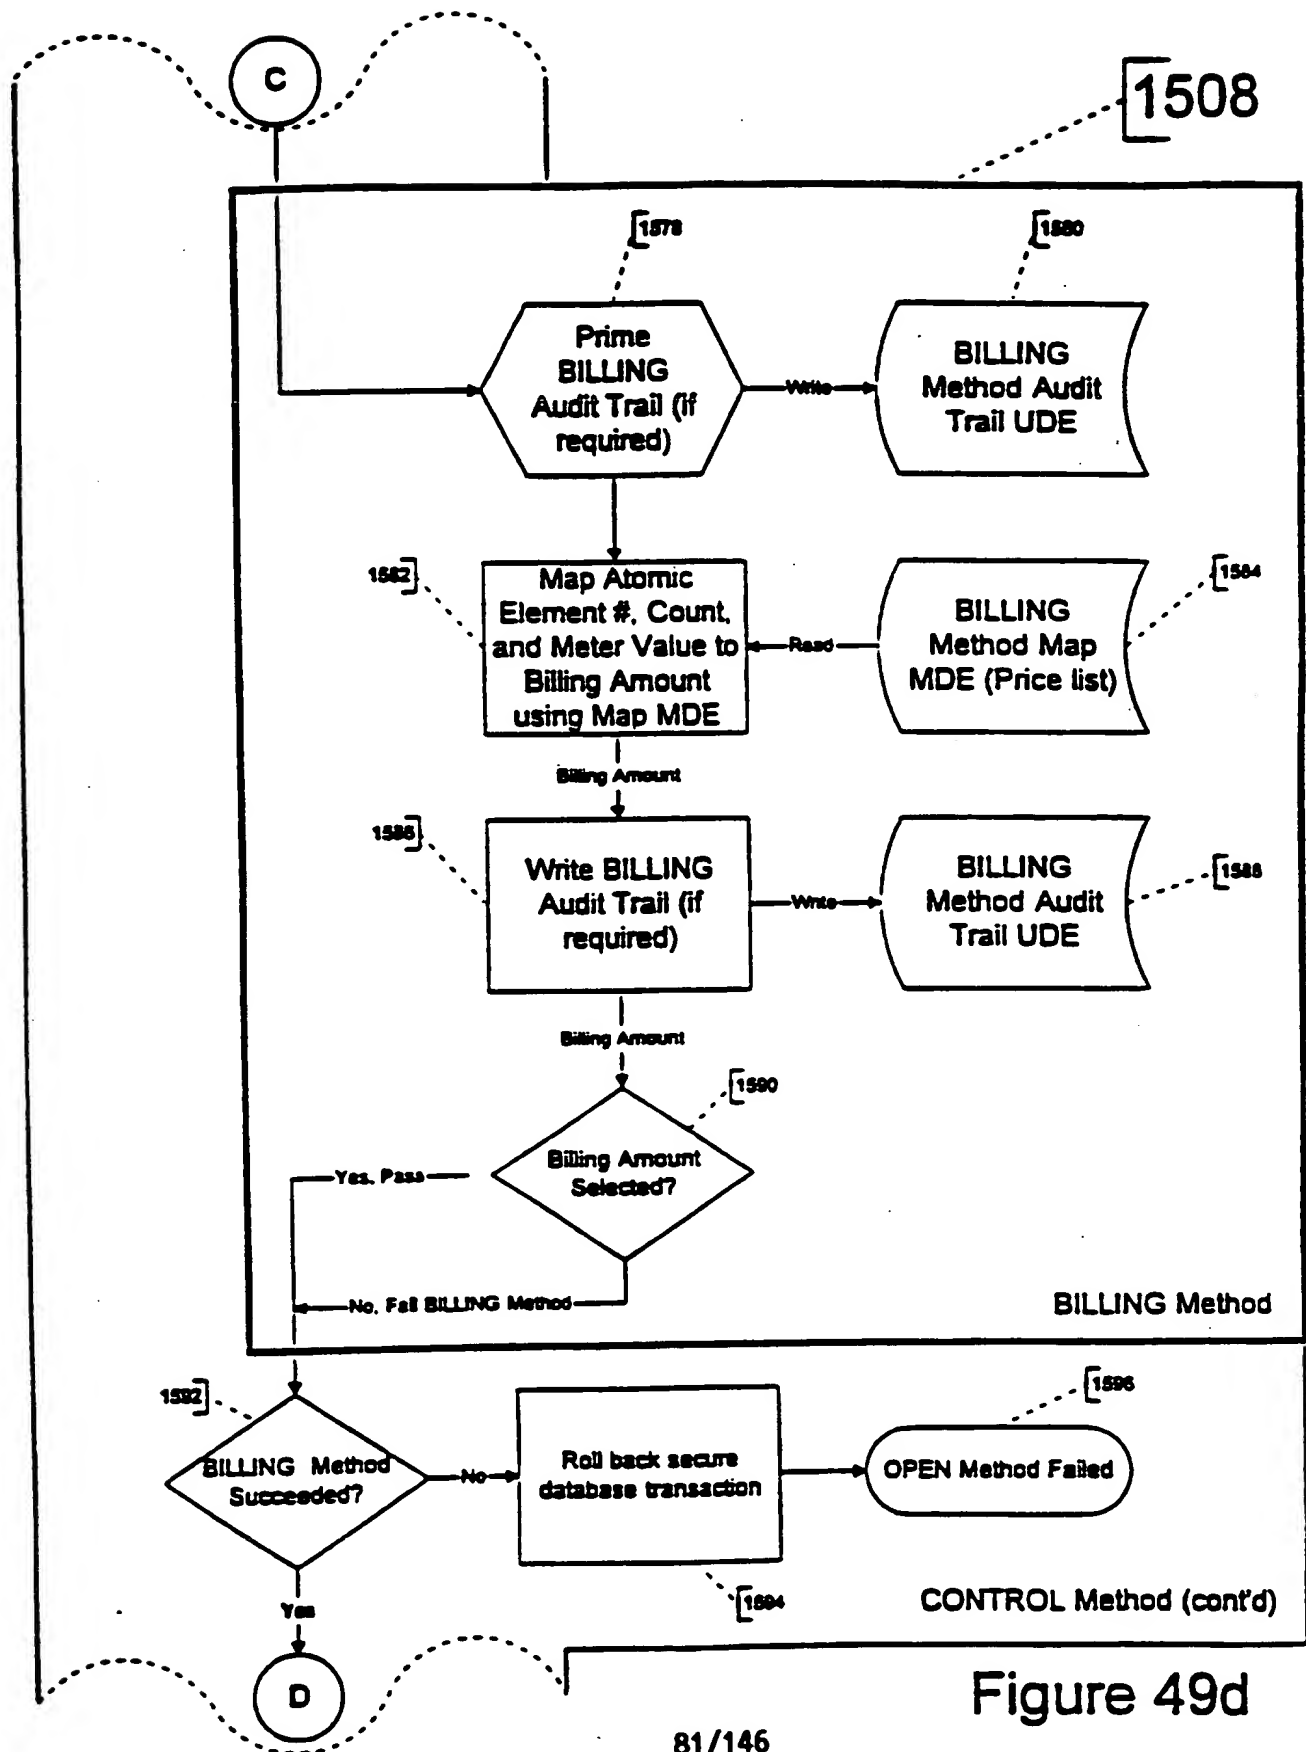 C
1508
1578
1580
Prime
BILLING
Audit Trail (if
required)
Write
BILLING
Method Audit
Trail UDE
1582
1584
Map Atomic
Element #, Count,
and Meter Value to
Billing Amount
using Map MDE
Read
BILLING
Method Map
MDE (Price list)
Billing Amount
1586
1588
Write BILLING
Audit Trail (if
required)
Write
BILLING
Method Audit
Trail UDE
Billing Amount
1590
Billing Amount
Selected?
Yes, Pass
No, Fail BILLING Method
BILLING Method
1592
1596
BILLING Method
Succeeded?
No
Roll back secure
database transaction
OPEN Method Failed
1594
CONTROL Method (cont'd)
Yes
D
Figure 49d
81/146